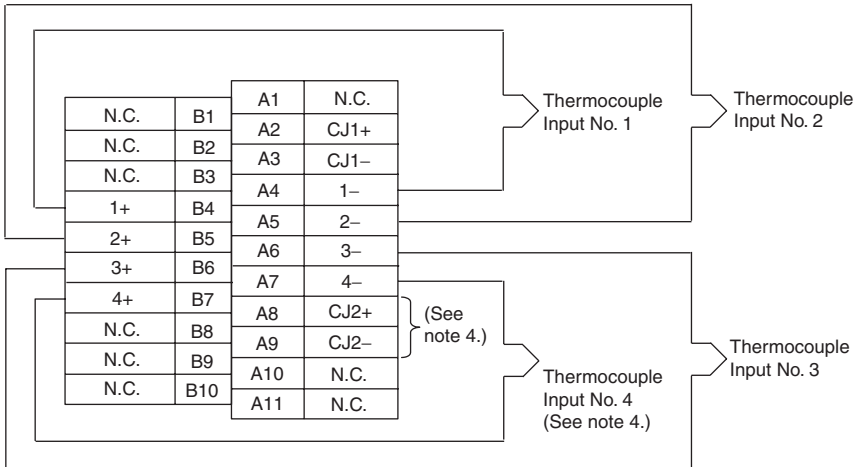 A1 N.C.
N.C. B1
A2 CJ1+
N.C. B2
A3 CJ1–
N.C. B3
A4 1–
1+ B4
A5 2–
2+ B5
A6 3–
3+ B6
A7 4–
4+ B7
A8 CJ2+
N.C. B8
A9 CJ2–
N.C. B9
A10 N.C.
N.C. B10
A11 N.C.
(See
note 4.)
Thermocouple
Input No. 1
Thermocouple
Input No. 2
Thermocouple
Input No. 3
Thermocouple
Input No. 4
(See note 4.)